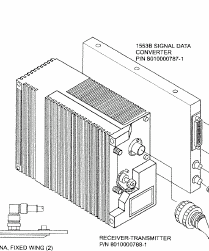 1553B SIGNAL DATA
CONVERTER
P/N 8010000787-1
RECEIVER-TRANSMITTER
P/N 8010000788-1
NA, FIXED WING (2)